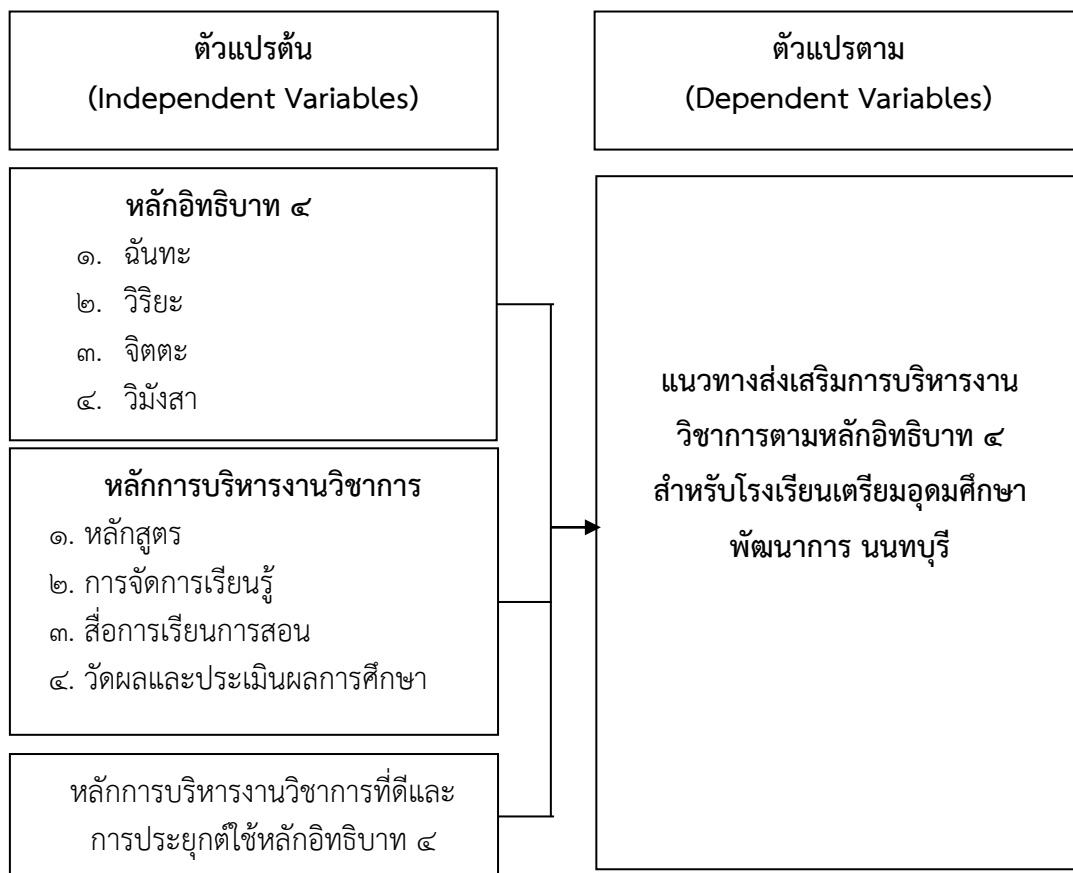 ตัวแปรต้น
(Independent Variables)
ตัวแปรตาม
(Dependent Variables)
หลักอิทธิบาท ๔
๑. ฉันทะ
๒. วิริยะ
๓. จิตตะ
๔. วิมังสา
หลักการบริหารงานวิชาการ
๑. หลักสูตร
๒. การจัดการเรียนรู้
๓. สื่อการเรียนการสอน
๔. วัดผลและประเมินผลการศึกษา
หลักการบริหารงานวิชาการที่ดีและ
การประยุกต์ใช้หลักอิทธิบาท ๔
แนวทางส่งเสริมการบริหารงาน
วิชาการตามหลักอิทธิบาท ๔
สำหรับโรงเรียนเตรียมอุดมศึกษา
พัฒนาการ นนทบุรี